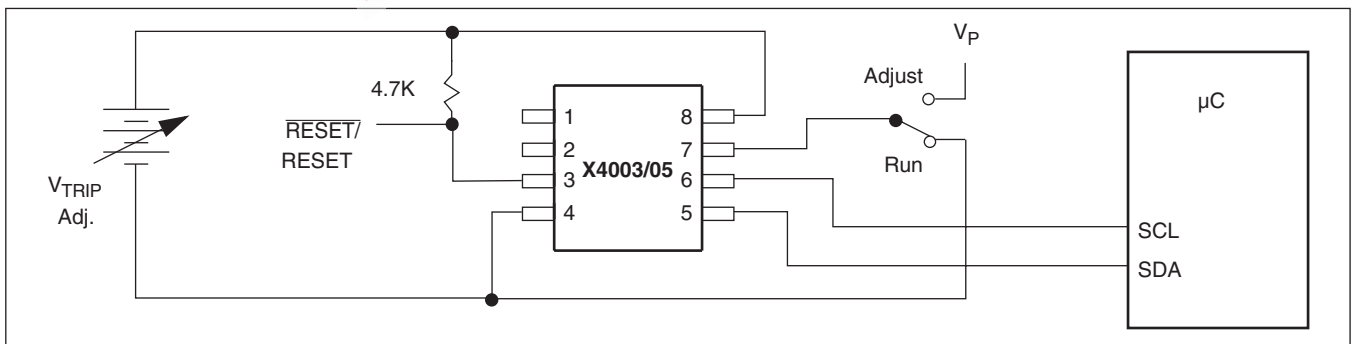 V_P
Adjust
Run
4.7K
RESET/
RESET
V_TRIP
Adj.
1
2
3
4
X4003/05
8
7
6
5
µC
SCL
SDA